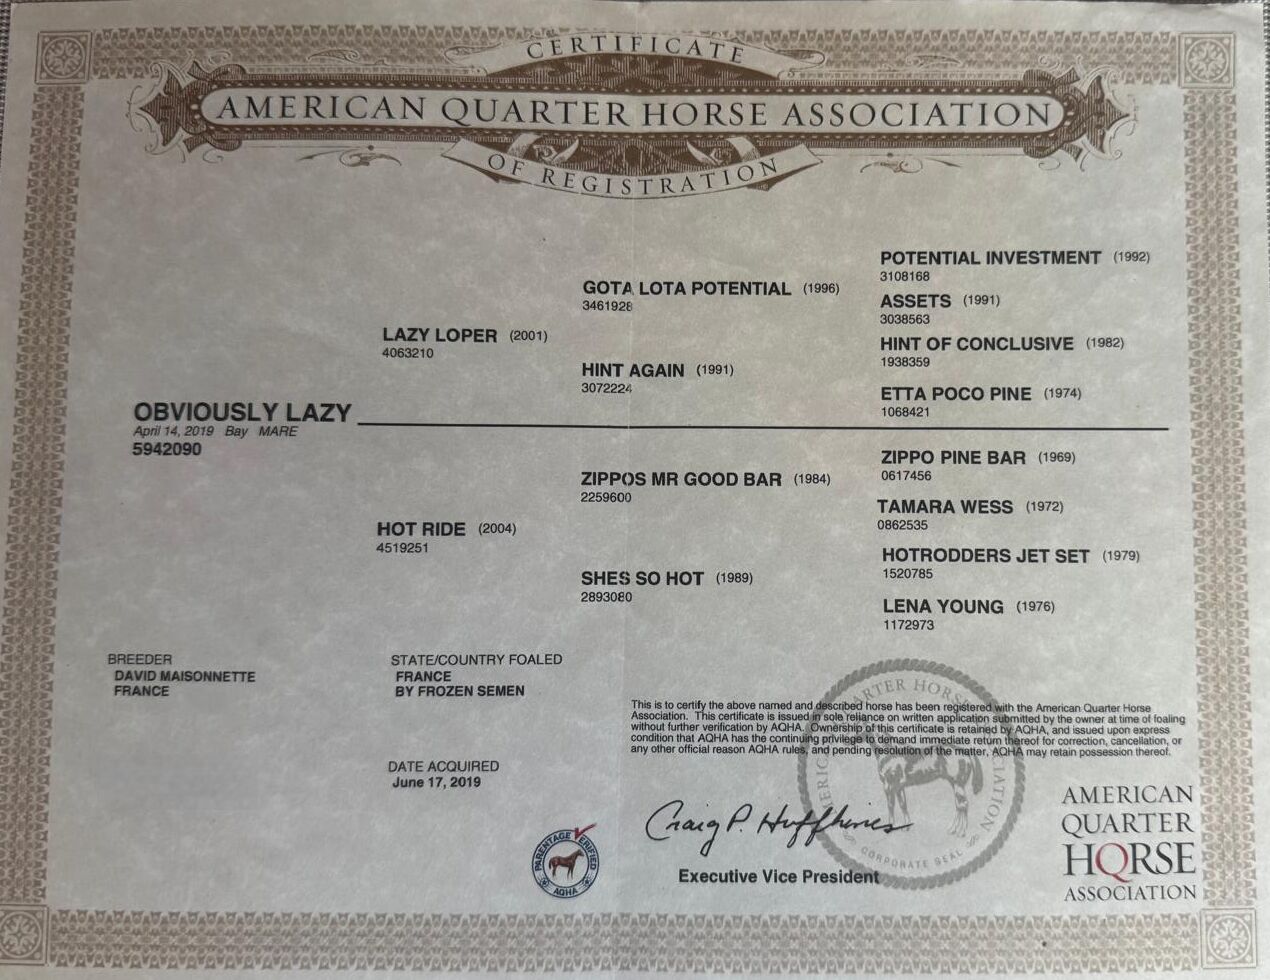 CERTIFICATE
AMERICAN QUARTER HORSE ASSOCIATION
OF REGISTRATION
POTENTIAL INVESTMENT (1992)
3108168
GOTA LOTA POTENTIAL (1996)
3461928
ASSETS (1991)
3038563
LAZY LOPER (2001)
4063210
HINT OF CONCLUSIVE (1982)
1938359
HINT AGAIN (1991)
3072224
ETTA POCO PINE (1974)
1068421
OBVIOUSLY LAZY
April 14, 2019 Bay MARE
5942090
ZIPPO PINE BAR (1969)
0617456
ZIPPOS MR GOOD BAR (1984)
2259600
TAMARA WESS (1972)
0862535
HOT RIDE (2004)
4519251
HOTRODDERS JET SET (1979)
1520785
SHES SO HOT (1989)
2893080
LENA YOUNG (1976)
1172973
BREEDER
DAVID MAISONNETTE
FRANCE
STATE/COUNTRY FOALED
FRANCE
BY FROZEN SEMEN
DATE ACQUIRED
June 17, 2019
This is to certify the above named and described horse has been registered with the American Quarter Horse
Association. This certificate is issued in sole reliance on written application submitted by the owner at time of foaling
without further verification by AQHA. Ownership of this certificate is retained by AQHA, and issued upon express
condition that AQHA has the continuing privilege to demand immediate return thereof for correction, cancellation, or
any other official reason AQHA rules, and pending resolution of the matter, AQHA may retain possession thereof.
Craig P. Huffhines
Executive Vice President
PARENTAGE VERIFIED
AQHA
CORPORATE SEAL
AMERICAN
QUARTER
HORSE
ASSOCIATION